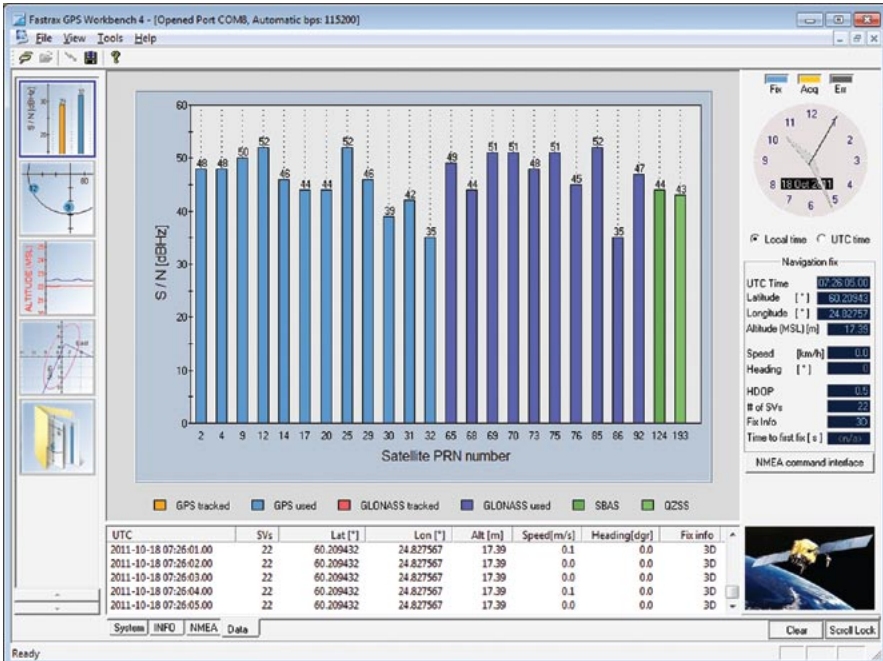 Fastrax GPS Workbench 4 - [Opened Port COM8, Automatic bps: 115200]
File View Tools Help
S / N [dBHz]
30
20
60
12
ALTITUDE (MSL)
S / N [dBHz]
60
50
40
30
20
10
0
48 48 50 52 46 44 44 52 46 39 42 35 49 44 51 51 48 51 45 52 35 47 44 43
2 4 9 12 14 17 20 25 29 30 31 32 65 68 69 70 73 75 76 85 86 92 124 193
Satellite PRN number
GPS tracked GPS used GLONASS tracked GLONASS used SBAS QZSS
Fix Acq Err
12
11 1
10 2
9 3
8 18 Oct 2011 4
7 6 5
Local time UTC time
Navigation fix
UTC Time 07:26:05.00
Latitude [°] 60.20943
Longitude [°] 24.82757
Altitude (MSL) [m] 17.39
Speed [km/h] 0.0
Heading [°] 0
HDOP 0.5
# of SVs 22
Fix Info 3D
Time to first fix [ s ] (n/a)
NMEA command interface
UTC SVs Lat [°] Lon [°] Alt [m] Speed[m/s] Heading[dgr] Fix info
2011-10-18 07:26:01.00 22 60.209432 24.827567 17.39 0.1 0.0 3D
2011-10-18 07:26:02.00 22 60.209432 24.827567 17.39 0.0 0.0 3D
2011-10-18 07:26:03.00 22 60.209432 24.827567 17.39 0.0 0.0 3D
2011-10-18 07:26:04.00 22 60.209432 24.827567 17.39 0.1 0.0 3D
2011-10-18 07:26:05.00 22 60.209432 24.827567 17.39 0.0 0.0 3D
System INFO NMEA Data
Clear Scroll Lock
Ready